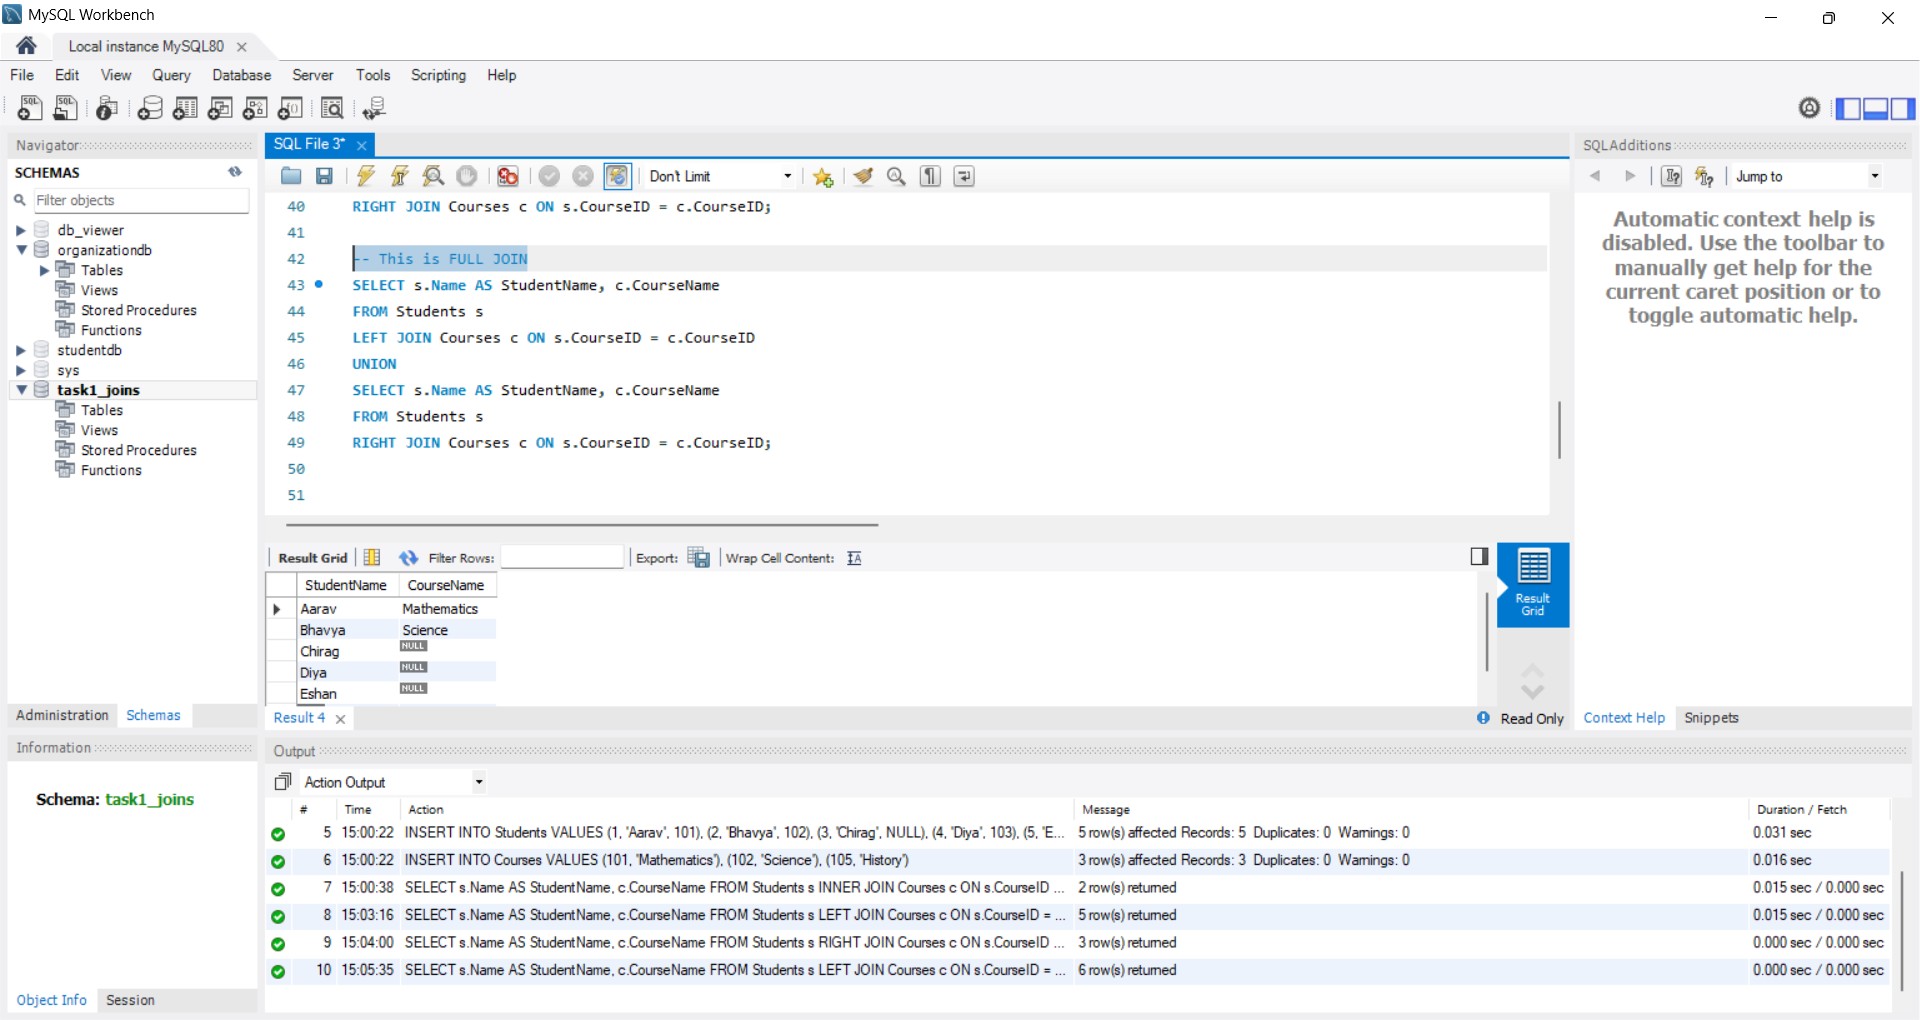 MySQL Workbench
Local instance MySQL80
File Edit View Query Database Server Tools Scripting Help
Navigator
SCHEMAS
Filter objects
db_viewer
organizationdb
Tables
Views
Stored Procedures
Functions
studentdb
sys
task1_joins
Tables
Views
Stored Procedures
Functions
Administration Schemas
Information
Schema: task1_joins
Object Info Session
SQL File 3*
Don't Limit
40 RIGHT JOIN Courses c ON s.CourseID = c.CourseID;
41
42 -- This is FULL JOIN
43 SELECT s.Name AS StudentName, c.CourseName
44 FROM Students s
45 LEFT JOIN Courses c ON s.CourseID = c.CourseID
46 UNION
47 SELECT s.Name AS StudentName, c.CourseName
48 FROM Students s
49 RIGHT JOIN Courses c ON s.CourseID = c.CourseID;
50
51
Result Grid Filter Rows: Export: Wrap Cell Content:
StudentName CourseName
Aarav Mathematics
Bhavya Science
Chirag NULL
Diya NULL
Eshan NULL
Result Grid
Result 4
Read Only
SQLAdditions
Jump to
Automatic context help is
disabled. Use the toolbar to
manually get help for the
current caret position or to
toggle automatic help.
Context Help Snippets
Output
Action Output
# Time Action Message Duration / Fetch
5 15:00:22 INSERT INTO Students VALUES (1, 'Aarav', 101), (2, 'Bhavya', 102), (3, 'Chirag', NULL), (4, 'Diya', 103), (5, 'E... 5 row(s) affected Records: 5 Duplicates: 0 Warnings: 0 0.031 sec
6 15:00:22 INSERT INTO Courses VALUES (101, 'Mathematics'), (102, 'Science'), (105, 'History') 3 row(s) affected Records: 3 Duplicates: 0 Warnings: 0 0.016 sec
7 15:00:38 SELECT s.Name AS StudentName, c.CourseName FROM Students s INNER JOIN Courses c ON s.CourseID ... 2 row(s) returned 0.015 sec / 0.000 sec
8 15:03:16 SELECT s.Name AS StudentName, c.CourseName FROM Students s LEFT JOIN Courses c ON s.CourseID = ... 5 row(s) returned 0.015 sec / 0.000 sec
9 15:04:00 SELECT s.Name AS StudentName, c.CourseName FROM Students s RIGHT JOIN Courses c ON s.CourseID ... 3 row(s) returned 0.000 sec / 0.000 sec
10 15:05:35 SELECT s.Name AS StudentName, c.CourseName FROM Students s LEFT JOIN Courses c ON s.CourseID = ... 6 row(s) returned 0.000 sec / 0.000 sec